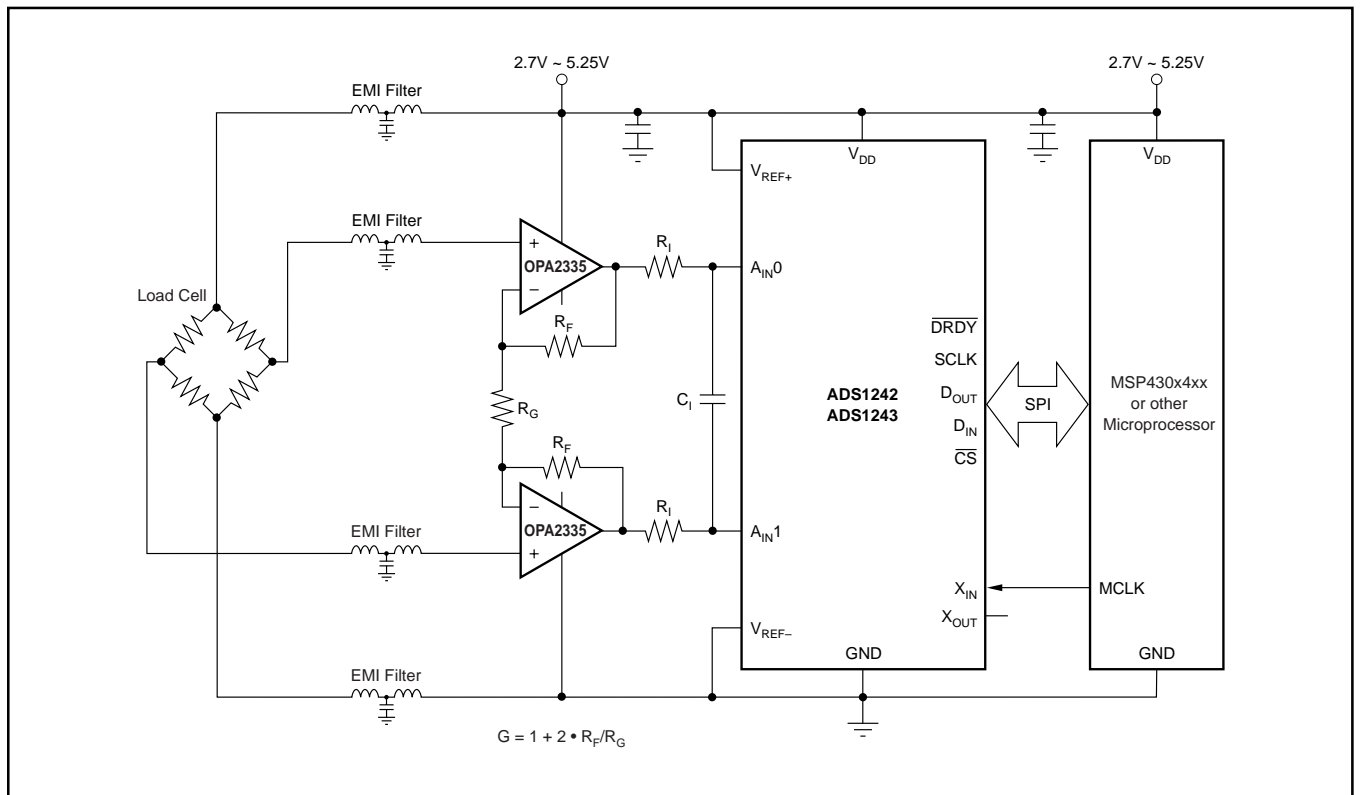 2.7V ~ 5.25V
2.7V ~ 5.25V
EMI Filter
V_DD
V_DD
V_REF+
EMI Filter
R_I
+
OPA2335
−
A_IN0
Load Cell
R_F
DRDY
SCLK
R_G
C_I
ADS1242
ADS1243
D_OUT
D_IN
CS
SPI
MSP430x4xx
or other
Microprocessor
R_F
R_I
−
OPA2335
+
A_IN1
EMI Filter
X_IN
MCLK
X_OUT
V_REF−
GND
GND
EMI Filter
G = 1 + 2 • R_F/R_G